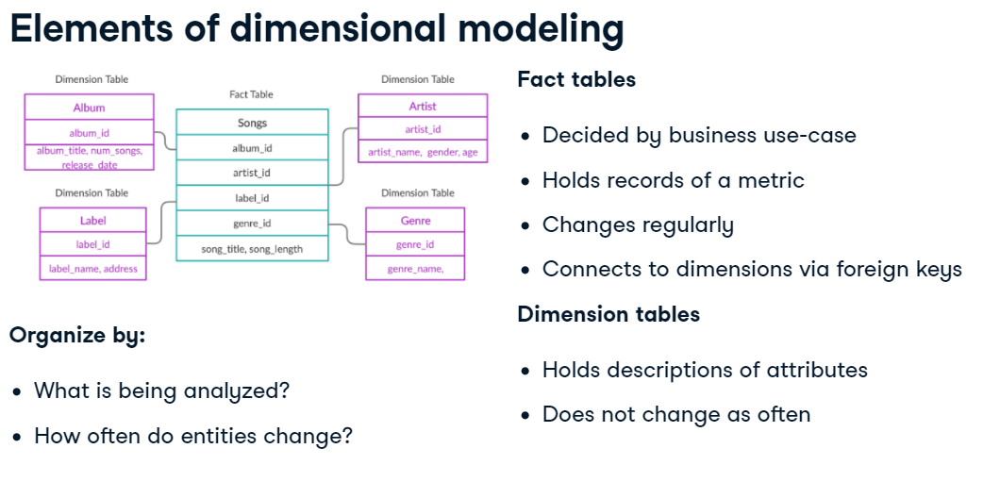 Elements of dimensional modeling
Dimension Table
Album
album_id
album_title, num_songs,
release_date
Dimension Table
Label
label_id
label_name, address
Fact Table
Songs
album_id
artist_id
label_id
genre_id
song_title, song_length
Dimension Table
Artist
artist_id
artist_name, gender, age
Dimension Table
Genre
genre_id
genre_name,
Organize by:
• What is being analyzed?
• How often do entities change?
Fact tables
• Decided by business use-case
• Holds records of a metric
• Changes regularly
• Connects to dimensions via foreign keys
Dimension tables
• Holds descriptions of attributes
• Does not change as often